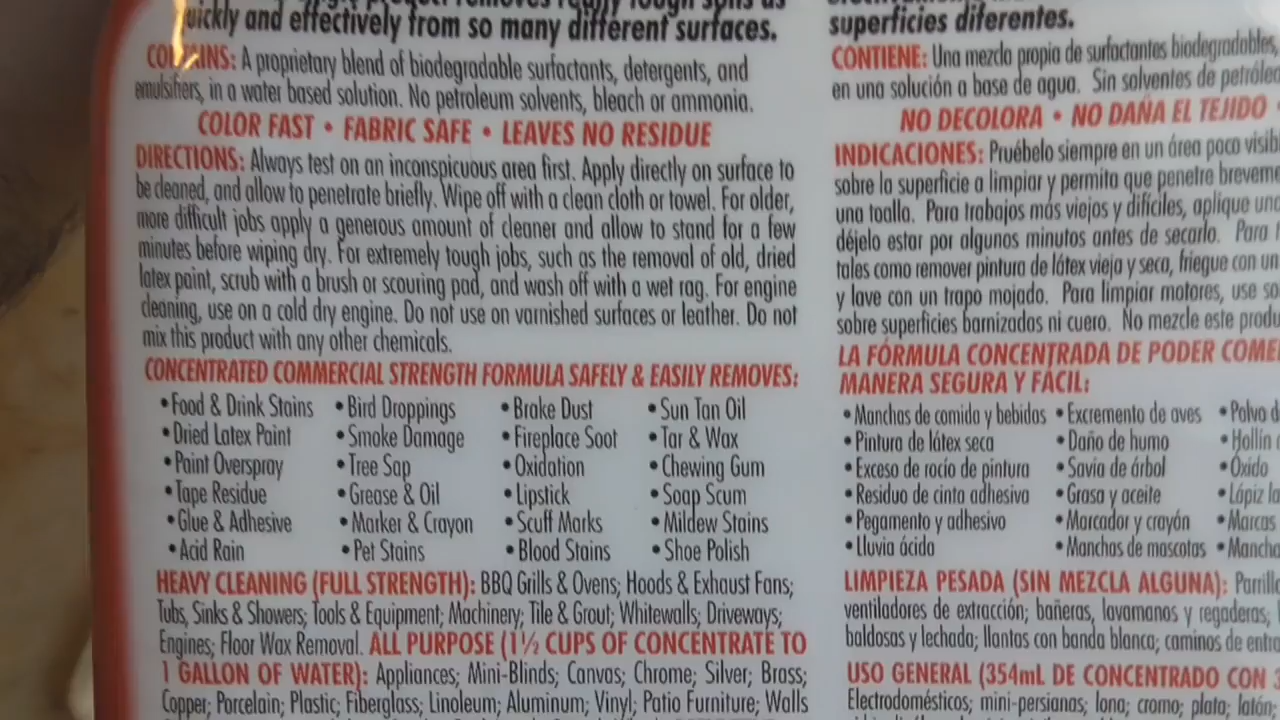 quickly and effectively from so many different surfaces.
CONTAINS: A proprietary blend of biodegradable surfactants, detergents, and
emulsifiers, in a water based solution. No petroleum solvents, bleach or ammonia.
COLOR FAST • FABRIC SAFE • LEAVES NO RESIDUE
DIRECTIONS: Always test on an inconspicuous area first. Apply directly on surface to
be cleaned, and allow to penetrate briefly. Wipe off with a clean cloth or towel. For older,
more difficult jobs apply a generous amount of cleaner and allow to stand for a few
minutes before wiping dry. For extremely tough jobs, such as the removal of old, dried
latex paint, scrub with a brush or scouring pad, and wash off with a wet rag. For engine
cleaning, use on a cold dry engine. Do not use on varnished surfaces or leather. Do not
mix this product with any other chemicals.
CONCENTRATED COMMERCIAL STRENGTH FORMULA SAFELY & EASILY REMOVES:
• Food & Drink Stains • Bird Droppings • Brake Dust • Sun Tan Oil
• Dried Latex Paint • Smoke Damage • Fireplace Soot • Tar & Wax
• Paint Overspray • Tree Sap • Oxidation • Chewing Gum
• Tape Residue • Grease & Oil • Lipstick • Soap Scum
• Glue & Adhesive • Marker & Crayon • Scuff Marks • Mildew Stains
• Acid Rain • Pet Stains • Blood Stains • Shoe Polish
HEAVY CLEANING (FULL STRENGTH): BBQ Grills & Ovens; Hoods & Exhaust Fans;
Tubs, Sinks & Showers; Tools & Equipment; Machinery; Tile & Grout; Whitewalls; Driveways;
Engines; Floor Wax Removal. ALL PURPOSE (1½ CUPS OF CONCENTRATE TO
1 GALLON OF WATER): Appliances; Mini-Blinds; Canvas; Chrome; Silver; Brass;
Copper; Porcelain; Plastic; Fiberglass; Linoleum; Aluminum; Vinyl; Patio Furniture; Walls
superficies diferentes.
CONTIENE: Una mezcla propia de surfactantes biodegradables,
en una solución a base de agua. Sin solventes de
NO DECOLORA • NO DAÑA EL TEJIDO
INDICACIONES: Pruébelo siempre en un área poco
sobre la superficie a limpiar y permita que penetre
una toalla. Para trabajos más viejos y difíciles, aplique
déjelo estar por algunos minutos antes de secarlo. Para
tales como remover pintura de látex vieja y seca, friegue con un
y lave con un trapo mojado. Para limpiar motores, use
sobre superficies barnizadas ni cuero. No mezcle este
LA FÓRMULA CONCENTRADA DE PODER
MANERA SEGURA Y FÁCIL:
• Manchas de comida y bebidas • Excremento de aves • Polvo
• Pintura de látex seca • Daño de humo • Hollín
• Exceso de rocío de pintura • Savia de árbol • Óxido
• Residuo de cinta adhesiva • Grasa y aceite • Lápiz
• Pegamento y adhesivo • Marcador y crayón • Marcas
• Lluvia ácida • Manchas de mascotas
LIMPIEZA PESADA (SIN MEZCLA ALGUNA):
ventiladores de extracción; bañeras, lavamanos y regaderas;
baldosas y lechada; llantas con banda blanca; caminos de
USO GENERAL (354mL DE CONCENTRADO CON
Electrodomésticos; mini-persianas; lona; cromo; plata; latón;